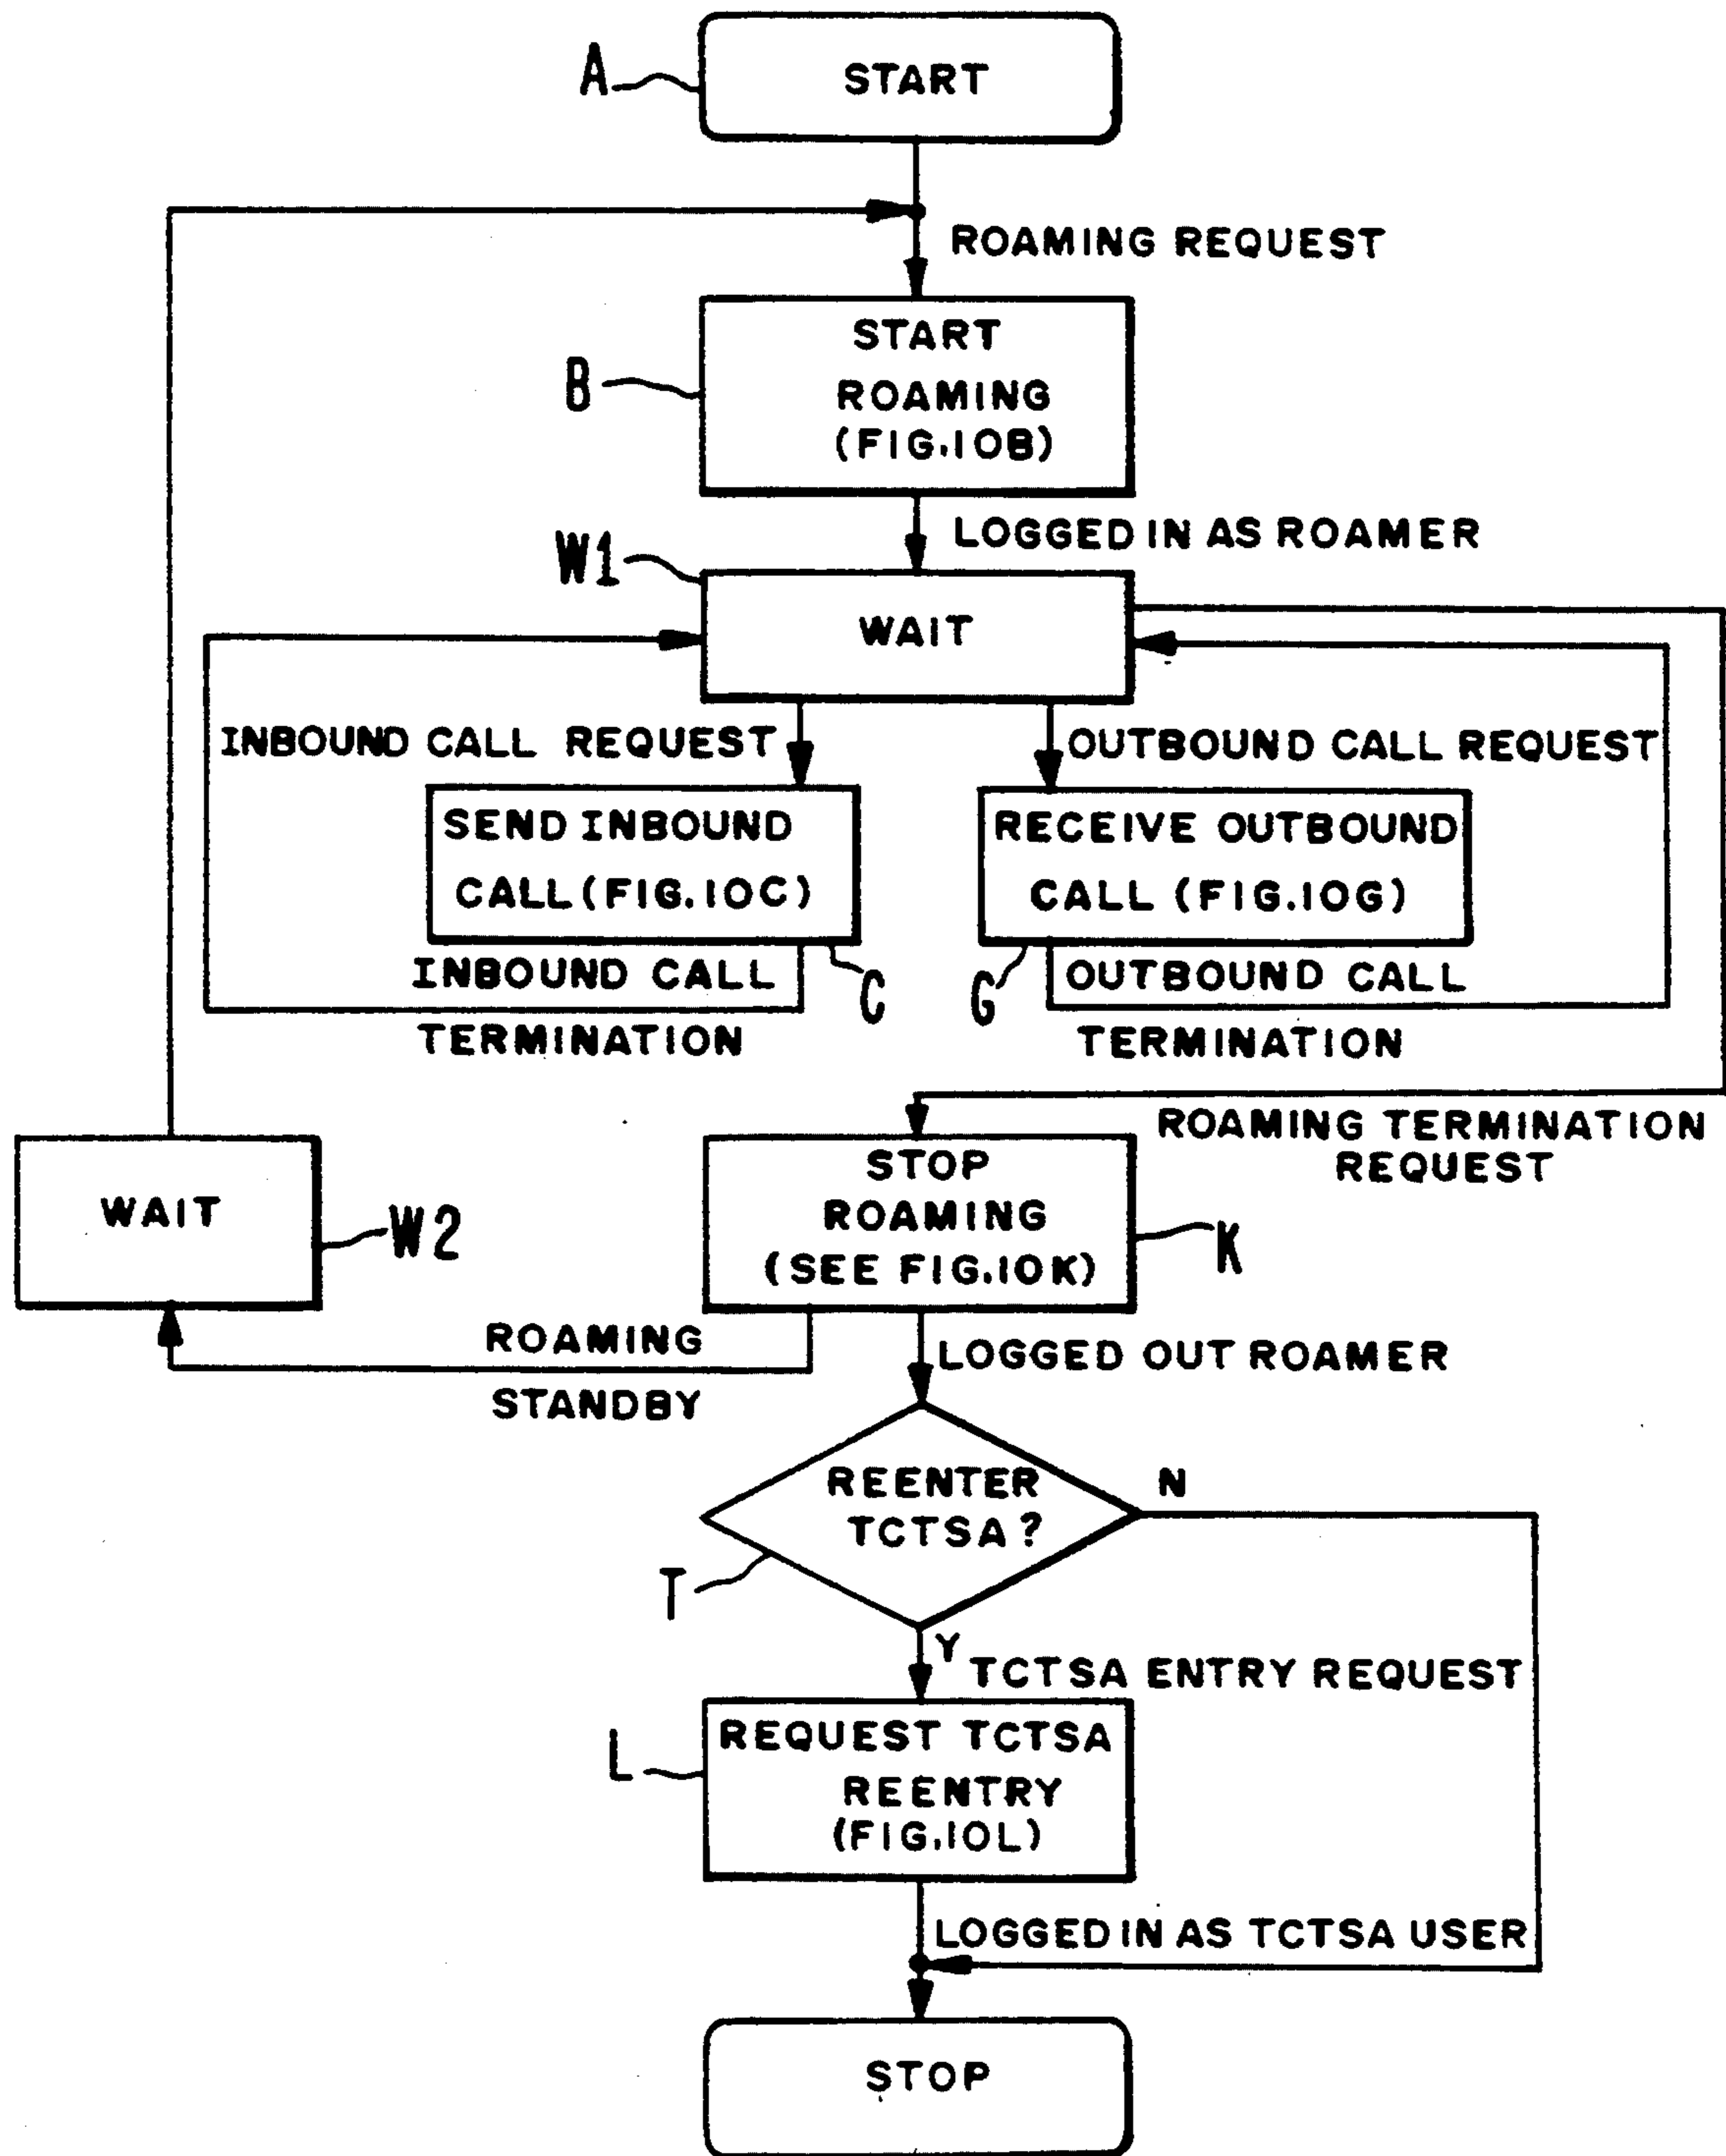 A
START
ROAMING REQUEST
B
START
ROAMING
(FIG.10B)
LOGGED IN AS ROAMER
W1
WAIT
INBOUND CALL REQUEST
OUTBOUND CALL REQUEST
SEND INBOUND
CALL (FIG.10C)
RECEIVE OUTBOUND
CALL (FIG.10G)
INBOUND CALL
TERMINATION
C
G
OUTBOUND CALL
TERMINATION
ROAMING TERMINATION
REQUEST
WAIT
W2
STOP
ROAMING
(SEE FIG.10K)
K
ROAMING
STANDBY
LOGGED OUT ROAMER
REENTER
TCTSA?
N
T
Y
TCTSA ENTRY REQUEST
L
REQUEST TCTSA
REENTRY
(FIG.10L)
LOGGED IN AS TCTSA USER
STOP